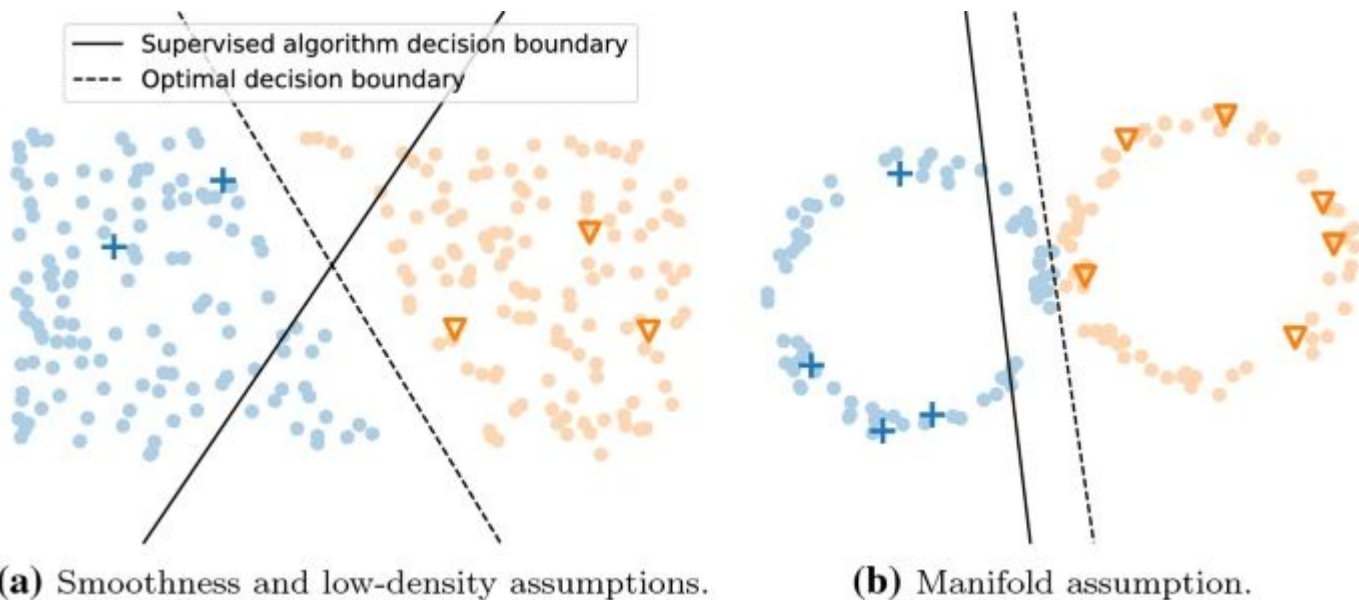 Supervised algorithm decision boundary
Optimal decision boundary
(a) Smoothness and low-density assumptions.
(b) Manifold assumption.